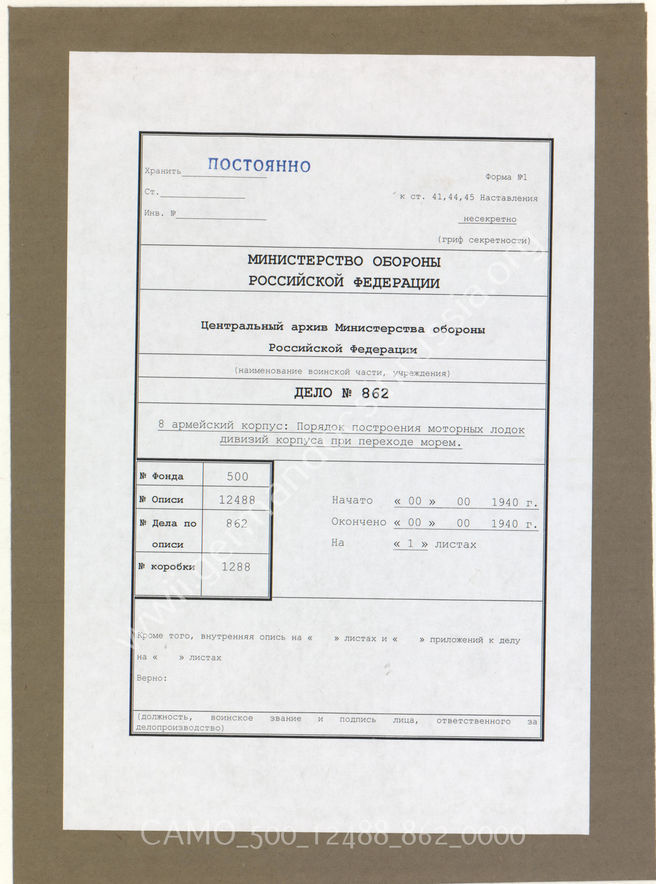 Хранить ПОСТОЯННО
Форма №1
Ст.
к ст. 41,44,45 Наставления
Инв. №
несекретно
(гриф секретности)
МИНИСТЕРСТВО ОБОРОНЫ
РОССИЙСКОЙ ФЕДЕРАЦИИ
Центральный архив Министерства обороны
Российской Федерации
(наименование воинской части, учреждения)
ДЕЛО № 862
8 армейский корпус: Порядок построения моторных лодок
дивизий корпуса при переходе морем.
№ Фонда 500
№ Описи 12488
№ Дела по описи 862
№ коробки 1288
Начато « 00 » 00 1940 г.
Окончено « 00 » 00 1940 г.
На « 1 » листах
Кроме того, внутренняя опись на « » листах и « » приложений к делу
на « » листах
Верно:
(должность, воинское звание и подпись лица, ответственного за
делопроизводство)
CAMO_500_12488_862_0000